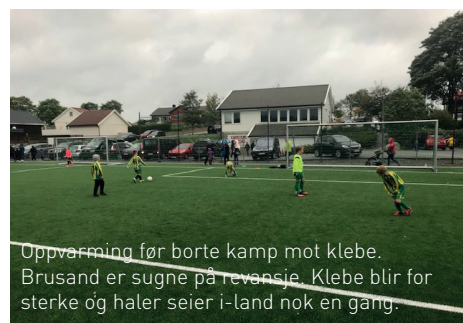 Oppvarming før borte kamp mot klebe.
Brusand er sugne på revansje. Klebe blir for
sterke og haler seier i-land nok en gang.